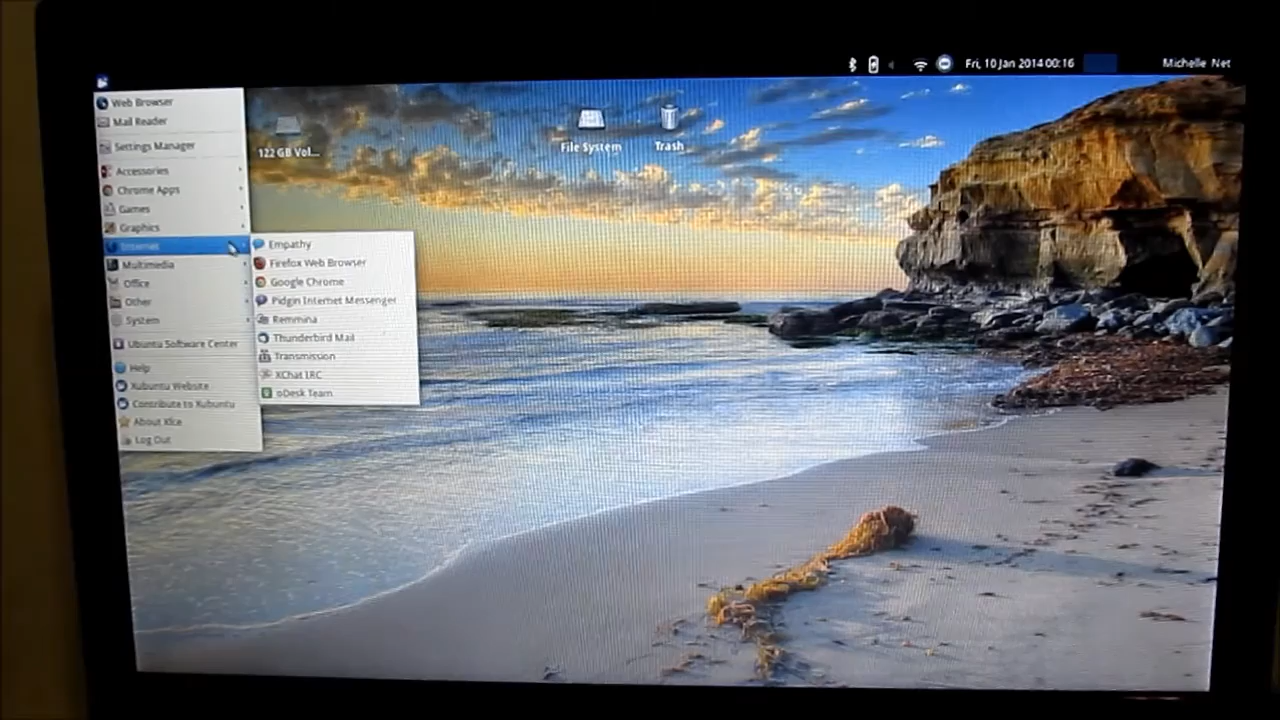 Fri, 10 Jan 2014 00:16
Michelle Net
Web Browser
Mail Reader
Settings Manager
Accessories
Chrome Apps
Games
Graphics
Internet
Multimedia
Office
Other
System
Ubuntu Software Center
Help
Xubuntu Website
Contribute to Xubuntu
About Xfce
Log Out
Empathy
Firefox Web Browser
Google Chrome
Pidgin Internet Messenger
Remmina
Thunderbird Mail
Transmission
XChat IRC
oDesk Team
122 GB Vol...
File System
Trash